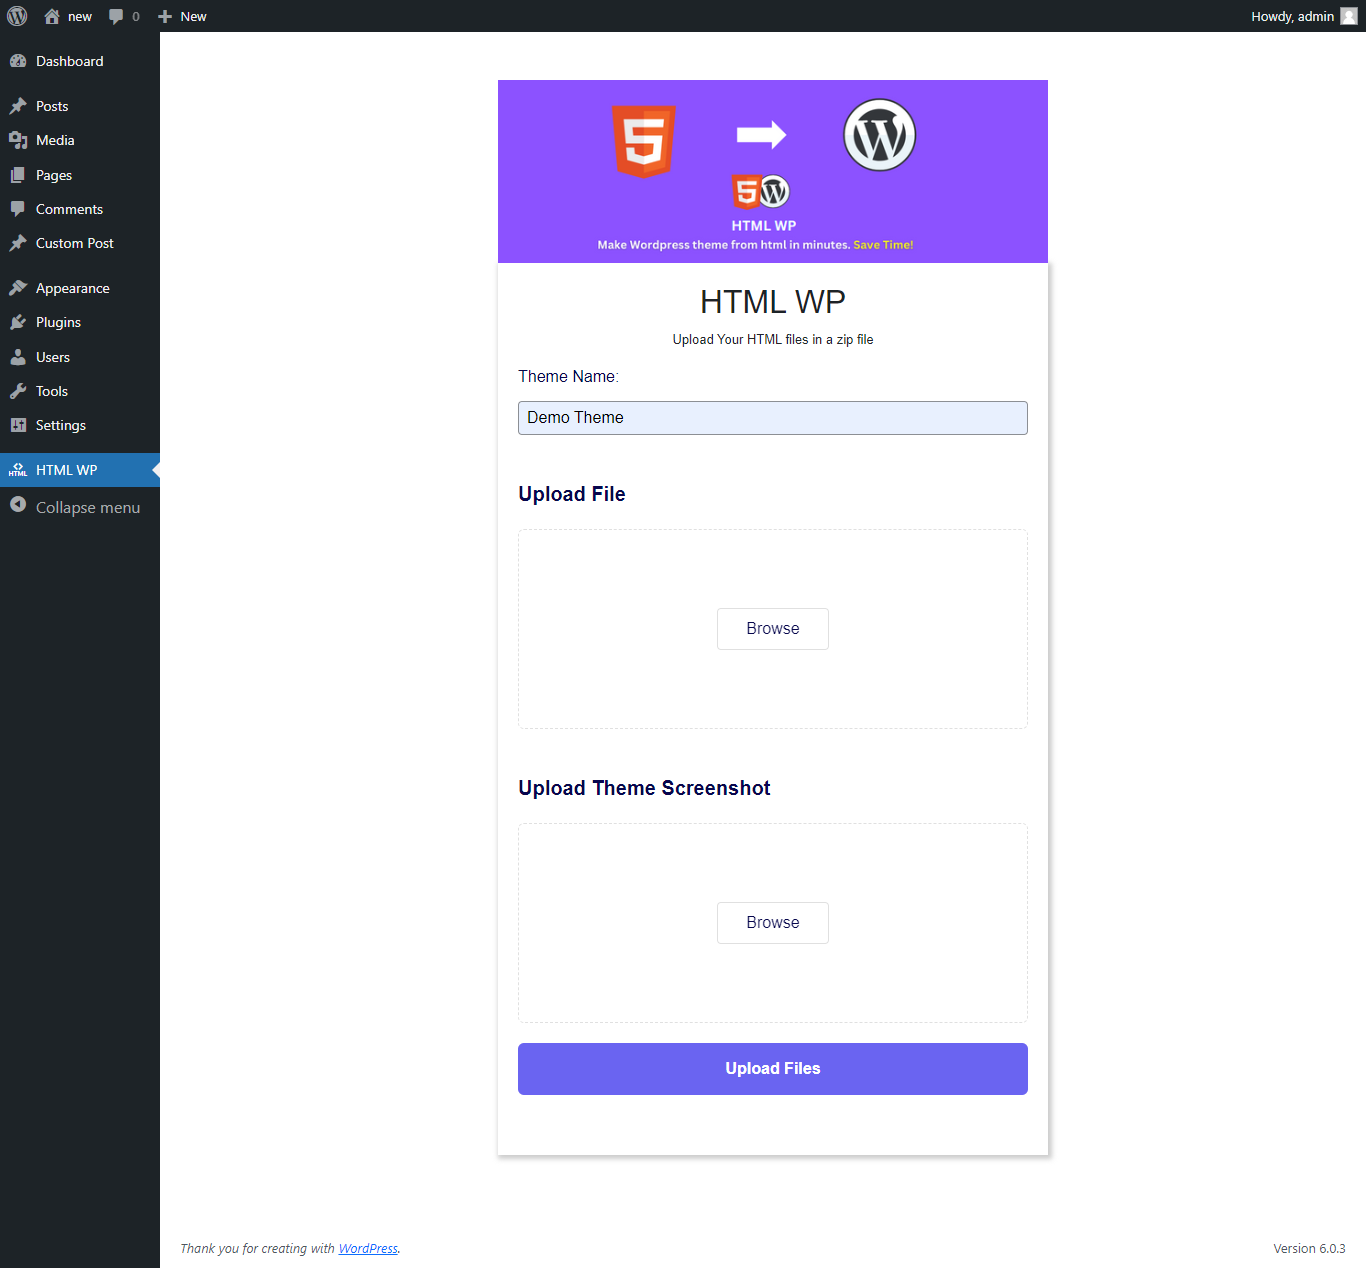 new 0 New Howdy, admin
Dashboard
Posts
Media
Pages
Comments
Custom Post
Appearance
Plugins
Users
Tools
Settings
HTML HTML WP
Collapse menu
5 W
5 W
HTML WP
Make Wordpress theme from html in minutes. Save Time!
HTML WP
Upload Your HTML files in a zip file
Theme Name:
Demo Theme
Upload File
Browse
Upload Theme Screenshot
Browse
Upload Files
Thank you for creating with WordPress.
Version 6.0.3